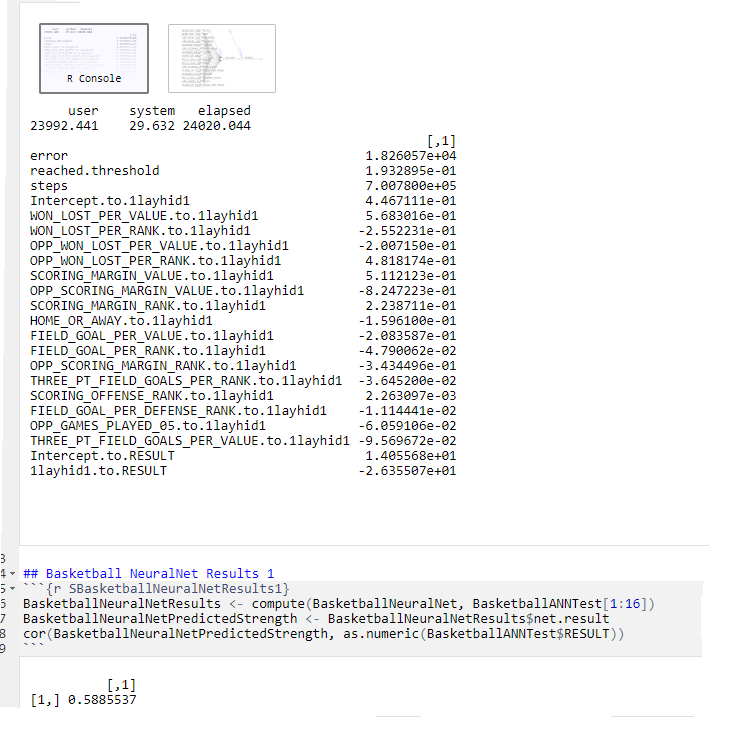 R Console
user system elapsed
23992.441 29.632 24020.044
[,1]
error 1.826057e+04
reached.threshold 1.932895e-01
steps 7.007800e+05
Intercept.to.1layhid1 4.467111e-01
WON_LOST_PER_VALUE.to.1layhid1 5.683016e-01
WON_LOST_PER_RANK.to.1layhid1 -2.552231e-01
OPP_WON_LOST_PER_VALUE.to.1layhid1 -2.007150e-01
OPP_WON_LOST_PER_RANK.to.1layhid1 4.818174e-01
SCORING_MARGIN_VALUE.to.1layhid1 5.112123e-01
OPP_SCORING_MARGIN_VALUE.to.1layhid1 -8.247223e-01
SCORING_MARGIN_RANK.to.1layhid1 2.238711e-01
HOME_OR_AWAY.to.1layhid1 -1.596100e-01
FIELD_GOAL_PER_VALUE.to.1layhid1 -2.083587e-01
FIELD_GOAL_PER_RANK.to.1layhid1 -4.790062e-02
OPP_SCORING_MARGIN_RANK.to.1layhid1 -3.434496e-01
THREE_PT_FIELD_GOALS_PER_RANK.to.1layhid1 -3.645200e-02
SCORING_OFFENSE_RANK.to.1layhid1 2.263097e-03
FIELD_GOAL_PER_DEFENSE_RANK.to.1layhid1 -1.114441e-02
OPP_GAMES_PLAYED_05.to.1layhid1 -6.059106e-02
THREE_PT_FIELD_GOALS_PER_VALUE.to.1layhid1 -9.569672e-02
Intercept.to.RESULT 1.405568e+01
1layhid1.to.RESULT -2.635507e+01
3
4 ## Basketball NeuralNet Results 1
5 ```{r SBasketballNeuralNetResults1}
6 BasketballNeuralNetResults <- compute(BasketballNeuralNet, BasketballANNTest[1:16])
7 BasketballNeuralNetPredictedStrength <- BasketballNeuralNetResults$net.result
8 cor(BasketballNeuralNetPredictedStrength, as.numeric(BasketballANNTest$RESULT))
9 ```
[,1]
[1,] 0.5885537